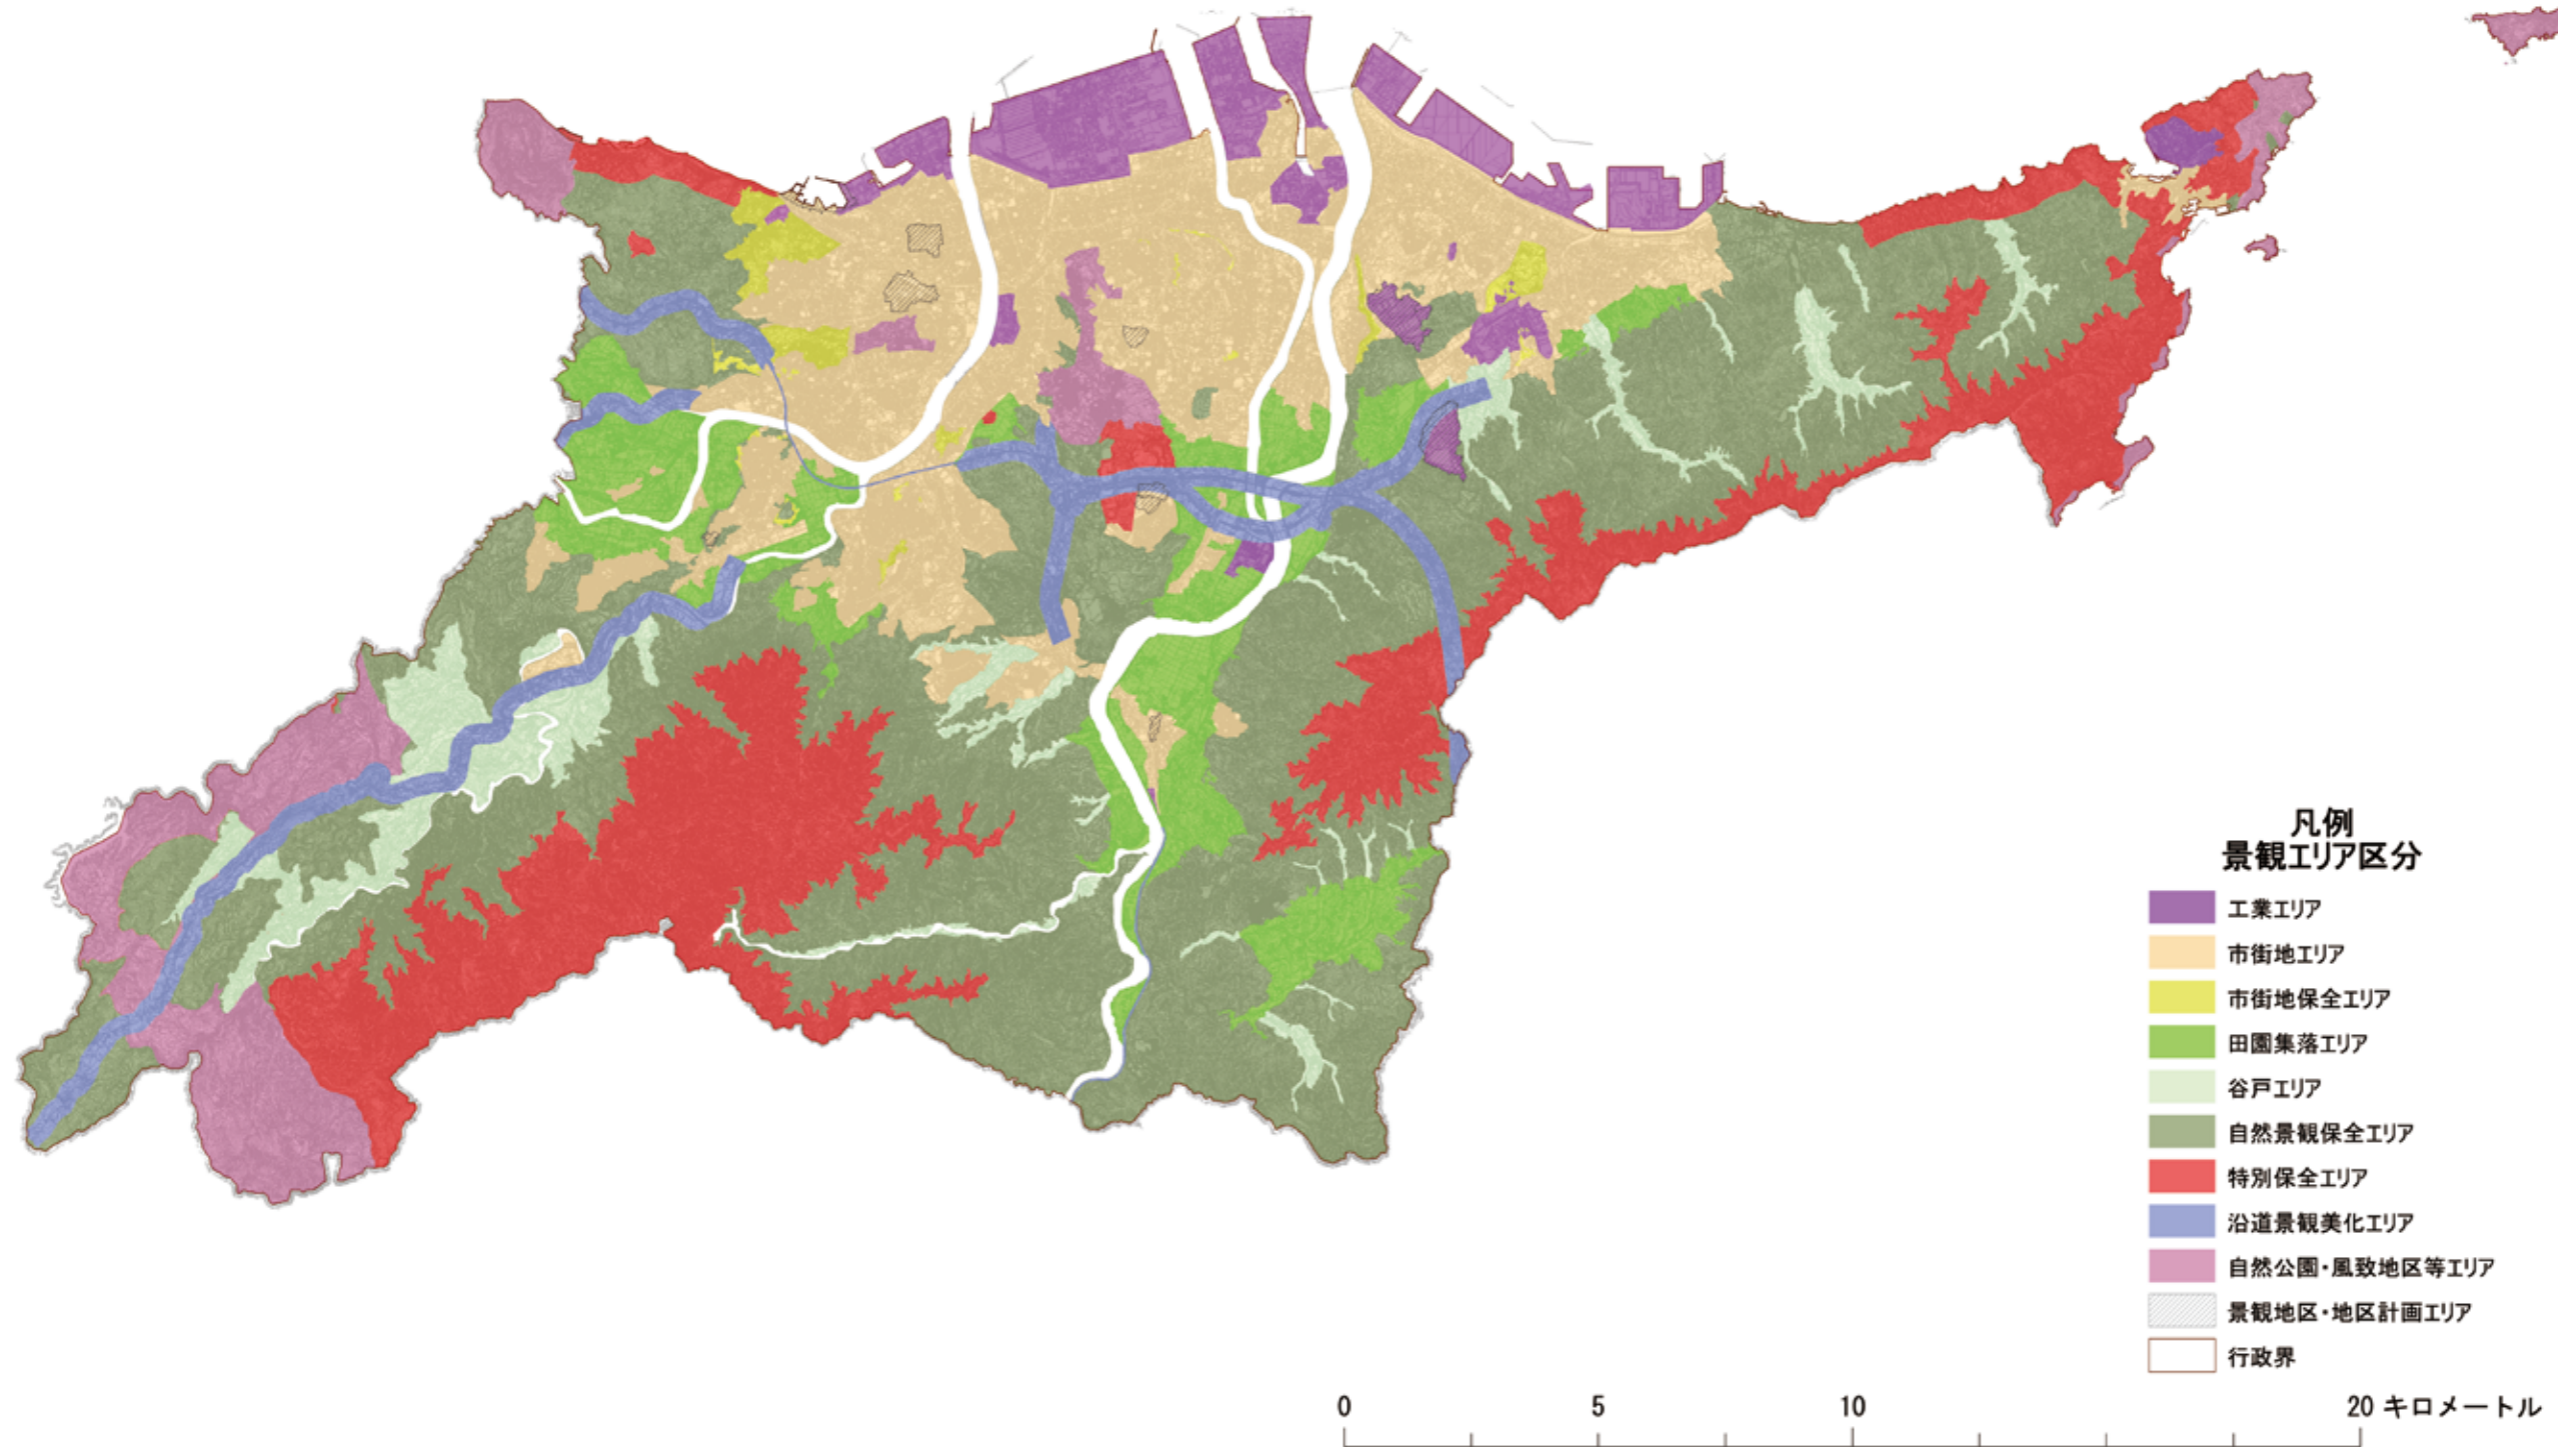 凡例
景観エリア区分
工業エリア
市街地エリア
市街地保全エリア
田園集落エリア
谷戸エリア
自然景観保全エリア
特別保全エリア
沿道景観美化エリア
自然公園・風致地区等エリア
景観地区・地区計画エリア
行政界
0 5 10 20 キロメートル